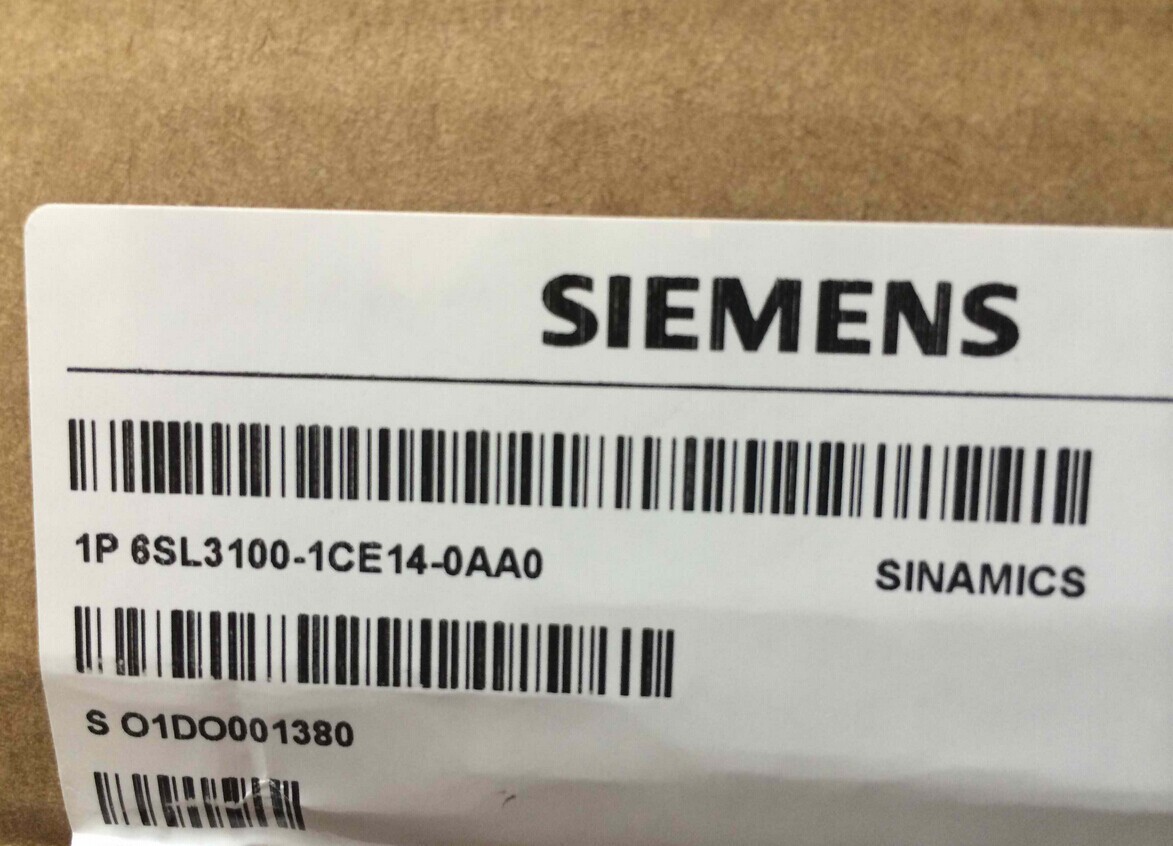 SIEMENS
1P 6SL3100-1CE14-0AA0 SINAMICS
S O1DO001380